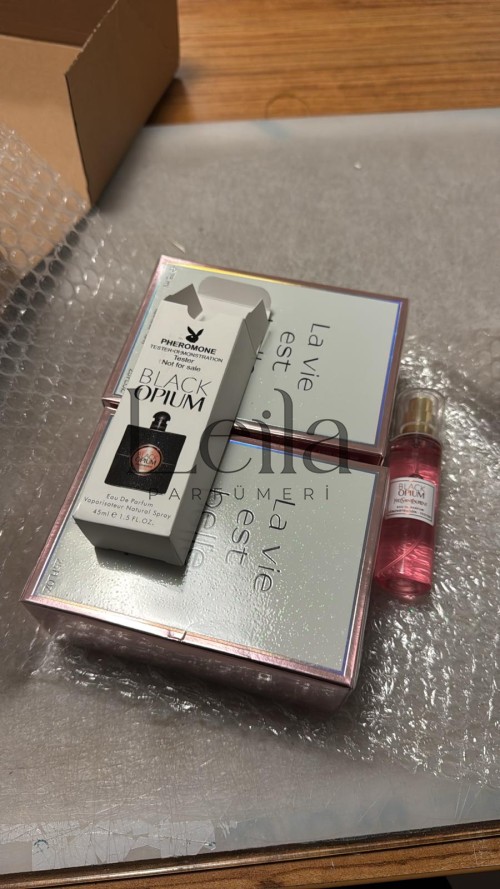 La vie
est
PHEROMONE
TESTER-DEMONSTRATION
Tester
Not for sale
BLACK
OPIUM
Eau De Parfum
Vaporisateur Natural Spray
45ml e 1.5 FL.OZ.
Leila
PARFÜMERİ
La vie
est
belle
BLACK
OPIUM